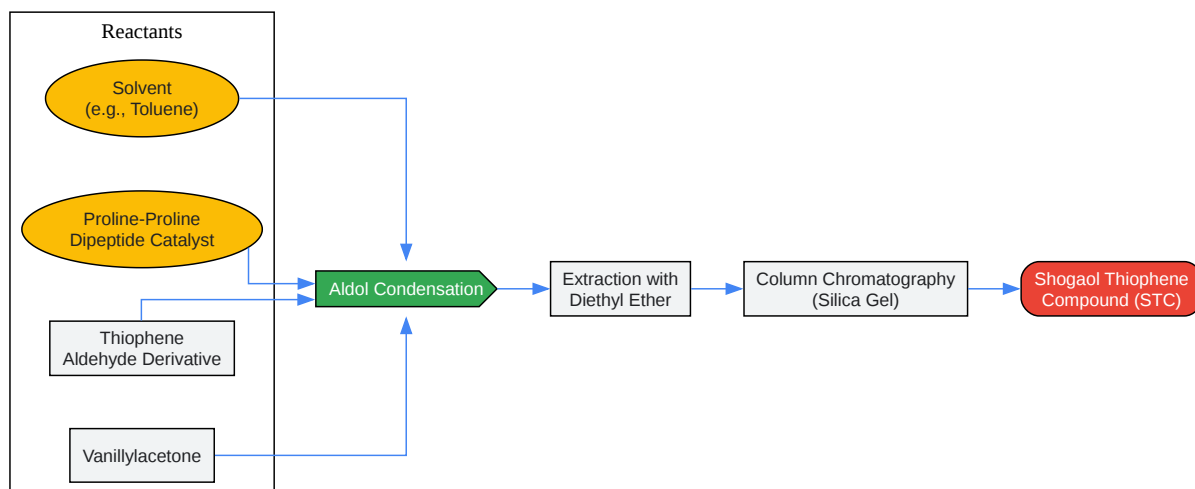 Reactants
Solvent
(e.g., Toluene)
Proline-Proline
Dipeptide Catalyst
Thiophene
Aldehyde Derivative
Vanillylacetone
Aldol Condensation
Extraction with
Diethyl Ether
Column Chromatography
(Silica Gel)
Shogaol Thiophene
Compound (STC)